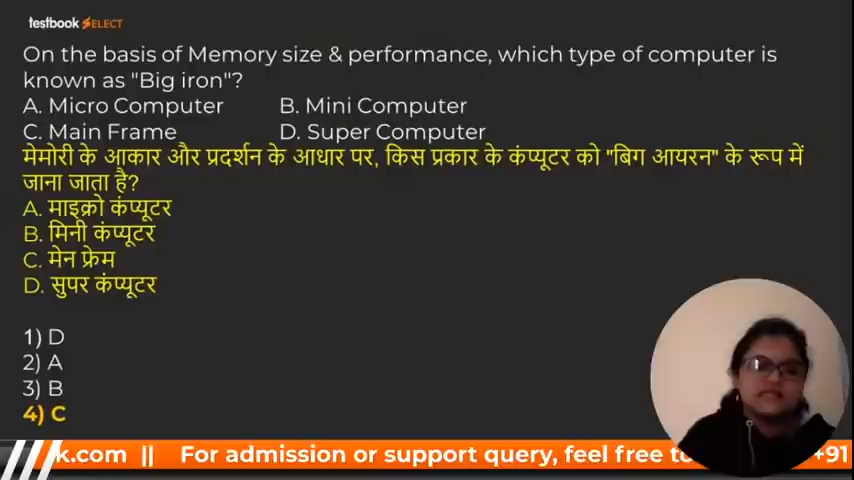 testbook SELECT
On the basis of Memory size & performance, which type of computer is
known as "Big iron"?
A. Micro Computer B. Mini Computer
C. Main Frame D. Super Computer
मेमोरी के आकार और प्रदर्शन के आधार पर, किस प्रकार के कंप्यूटर को "बिग आयरन" के रूप में
जाना जाता है?
A. माइक्रो कंप्यूटर
B. मिनी कंप्यूटर
C. मेन फ्रेम
D. सुपर कंप्यूटर
1) D
2) A
3) B
4) C
k.com || For admission or support query, feel free to +91